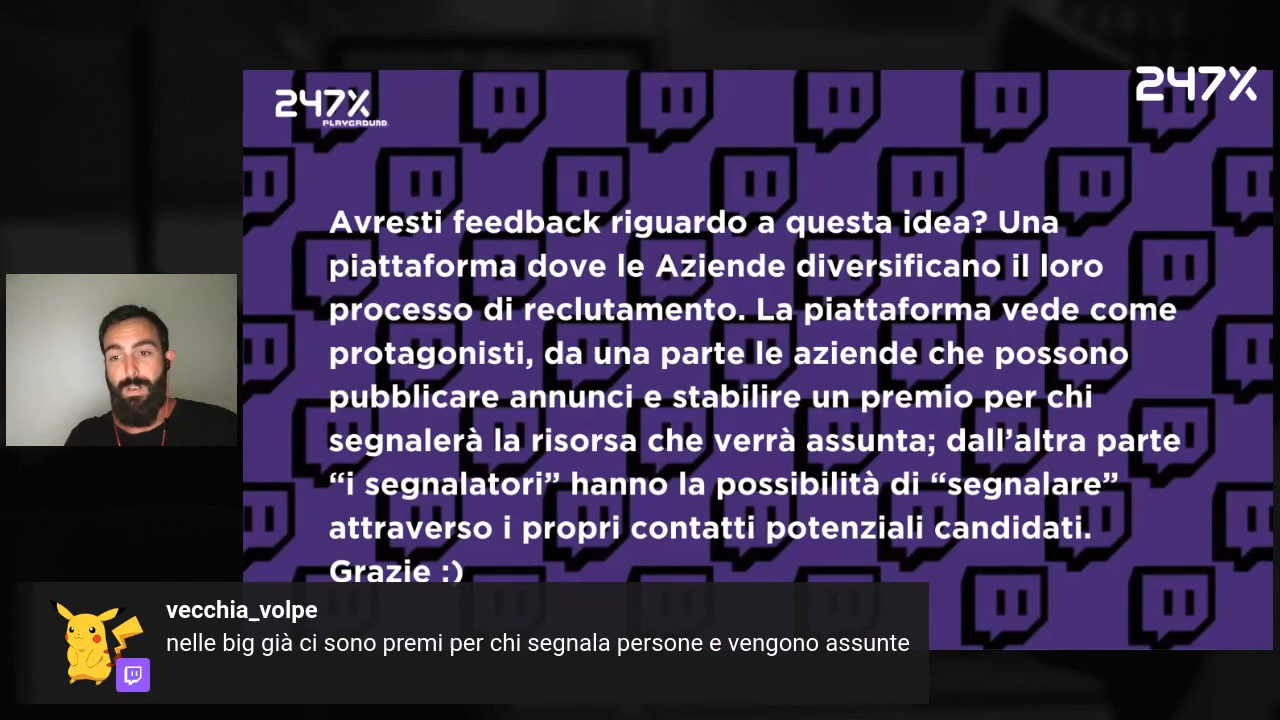 247X
247X
PLAYGROUND
Avresti feedback riguardo a questa idea? Una
piattaforma dove le Aziende diversificano il loro
processo di reclutamento. La piattaforma vede come
protagonisti, da una parte le aziende che possono
pubblicare annunci e stabilire un premio per chi
segnalerà la risorsa che verrà assunta; dall’altra parte
“i segnalatori” hanno la possibilità di “segnalare”
attraverso i propri contatti potenziali candidati.
Grazie :)
vecchia_volpe
nelle big già ci sono premi per chi segnala persone e vengono assunte